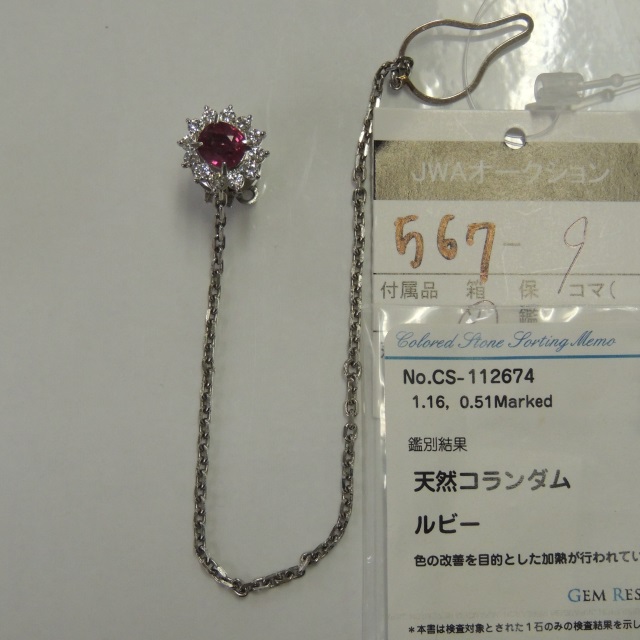 JWAオークション
567-9
付属品 箱 保 コマ(
鑑
Colored Stone Sorting Memo
No.CS-112674
1.16, 0.51Marked
鑑別結果
天然コランダム
ルビー
色の改善を目的とした加熱が行われてい
GEM RES
*本書は検査対象とされた1石のみの検査結果を示し